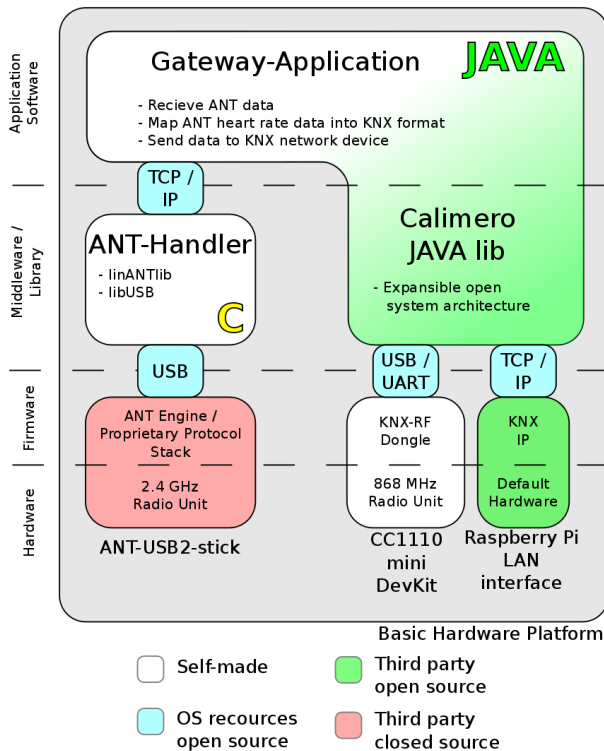 Application
Software
Gateway-Application
JAVA
- Recieve ANT data
- Map ANT heart rate data into KNX format
- Send data to KNX network device
TCP /
IP
Middleware /
Library
ANT-Handler
- linANTlib
- libUSB
C
Calimero
JAVA lib
- Expansible open
system architecture
USB
USB /
UART
TCP /
IP
Firmware
ANT Engine /
Proprietary Protocol
Stack
KNX-RF
Dongle
KNX
IP
Hardware
2.4 GHz
Radio Unit
868 MHz
Radio Unit
Default
Hardware
ANT-USB2-stick
CC1110
mini
DevKit
Raspberry Pi
LAN
interface
Basic Hardware Platform
Self-made
Third party
open source
OS recources
open source
Third party
closed source